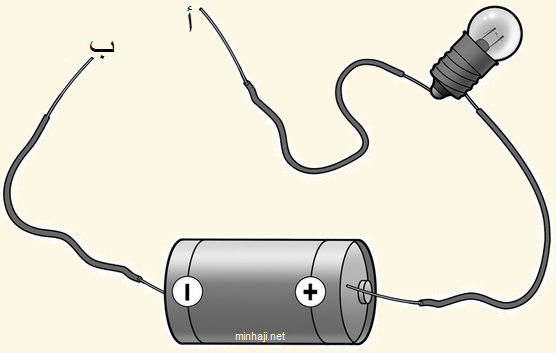 أ
ب
−
+
minhaji.net